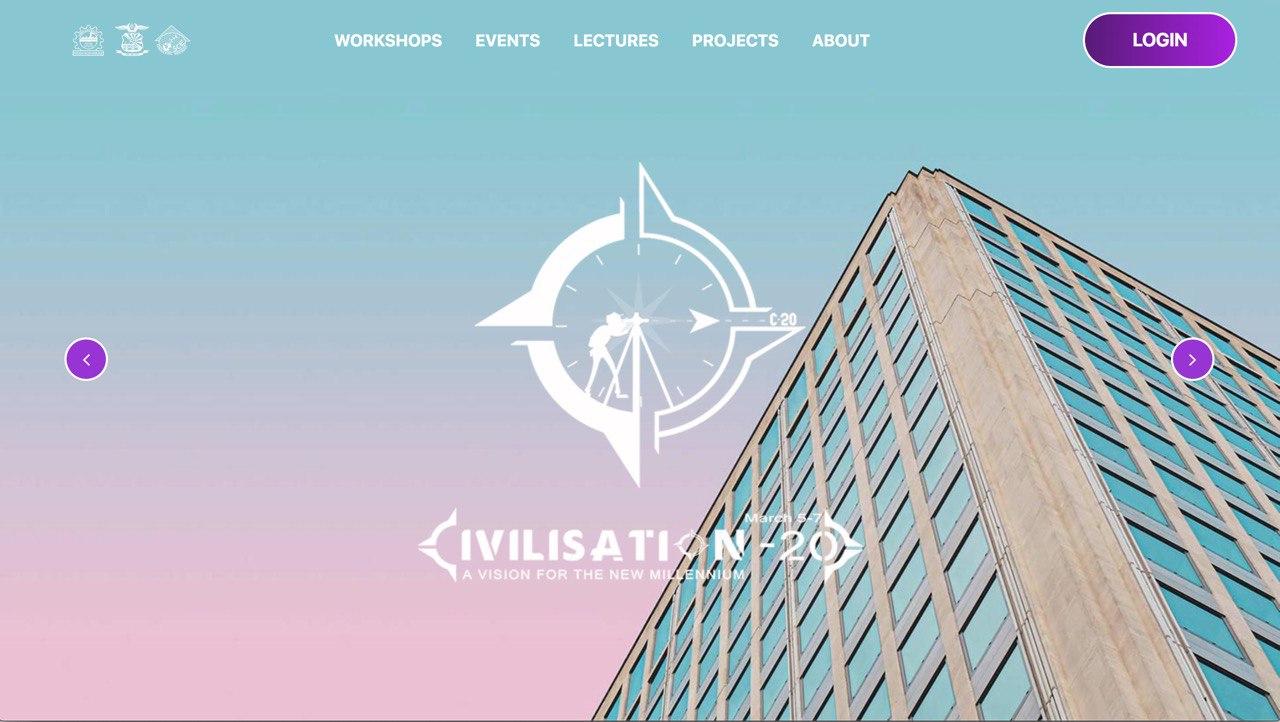 WORKSHOPS EVENTS LECTURES PROJECTS ABOUT LOGIN
C-20
March 5-7
CIVILISATION -20
A VISION FOR THE NEW MILLENNIUM